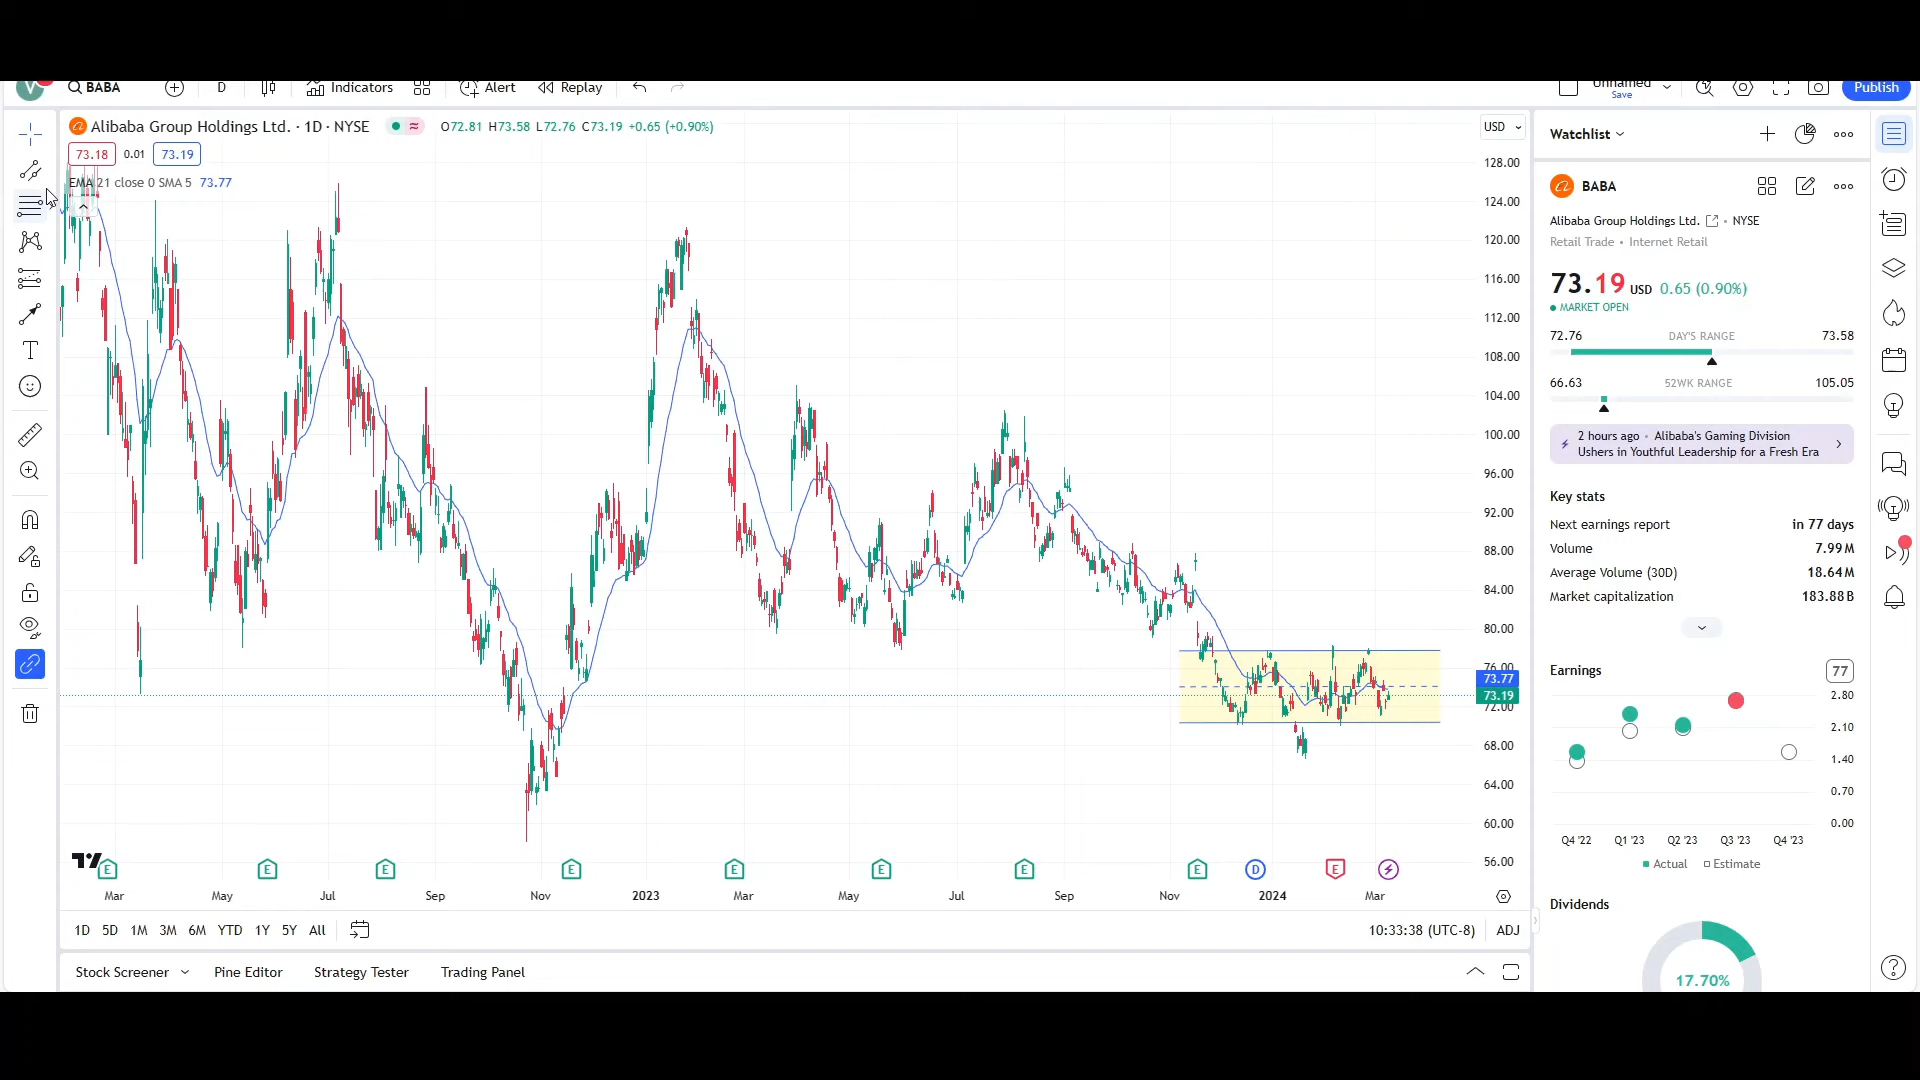 V
BABA
D
Indicators
Alert
Replay
Unnamed
Save
Publish
Alibaba Group Holdings Ltd. · 1D · NYSE
O72.81 H73.58 L72.76 C73.19 +0.65 (+0.90%)
USD
73.18
0.01
73.19
EMA 21 close 0 SMA 5 73.77
128.00
124.00
120.00
116.00
112.00
108.00
104.00
100.00
96.00
92.00
88.00
84.00
80.00
76.00
73.77
73.19
72.00
68.00
64.00
60.00
56.00
E
E
E
E
E
E
E
E
D
E
Mar
May
Jul
Sep
Nov
2023
Mar
May
Jul
Sep
Nov
2024
Mar
1D
5D
1M
3M
6M
YTD
1Y
5Y
All
10:33:38 (UTC-8)
ADJ
Stock Screener
Pine Editor
Strategy Tester
Trading Panel
Watchlist
BABA
Alibaba Group Holdings Ltd. • NYSE
Retail Trade • Internet Retail
73.19 USD 0.65 (0.90%)
MARKET OPEN
72.76 DAY'S RANGE 73.58
66.63 52WK RANGE 105.05
2 hours ago • Alibaba's Gaming Division
Ushers in Youthful Leadership for a Fresh Era
Key stats
Next earnings report in 77 days
Volume 7.99M
Average Volume (30D) 18.64M
Market capitalization 183.88B
Earnings
77
2.80
2.10
1.40
0.70
0.00
Q4 '22
Q1 '23
Q2 '23
Q3 '23
Q4 '23
Actual
Estimate
Dividends
17.70%